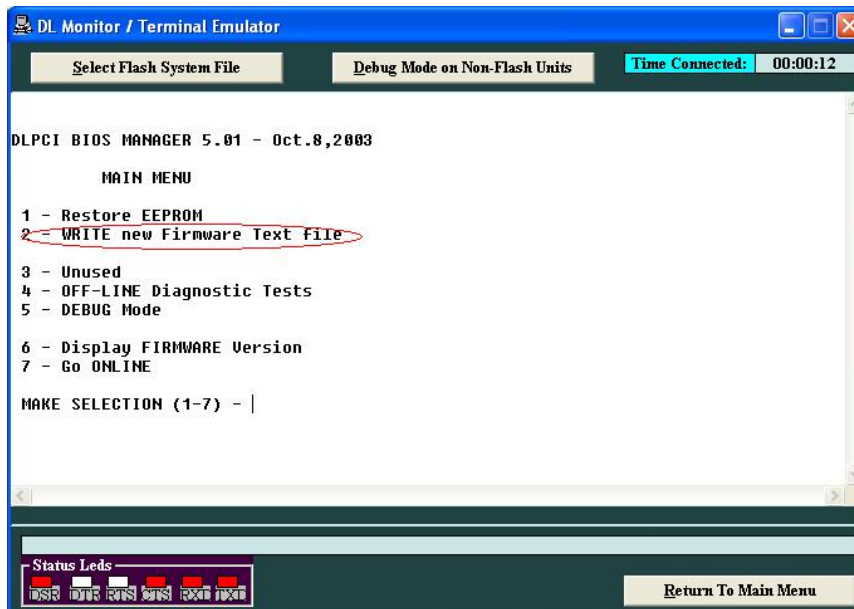 DL Monitor / Terminal Emulator
Select Flash System File
Debug Mode on Non-Flash Units
Time Connected: 00:00:12
DLPCI BIOS MANAGER 5.01 - Oct.8,2003
MAIN MENU
1 - Restore EEPROM
2 - WRITE new Firmware Text file
3 - Unused
4 - OFF-LINE Diagnostic Tests
5 - DEBUG Mode
6 - Display FIRMWARE Version
7 - Go ONLINE
MAKE SELECTION (1-7) -
Status Leds
DSR DTR RTS CTS RXD TXD
Return To Main Menu